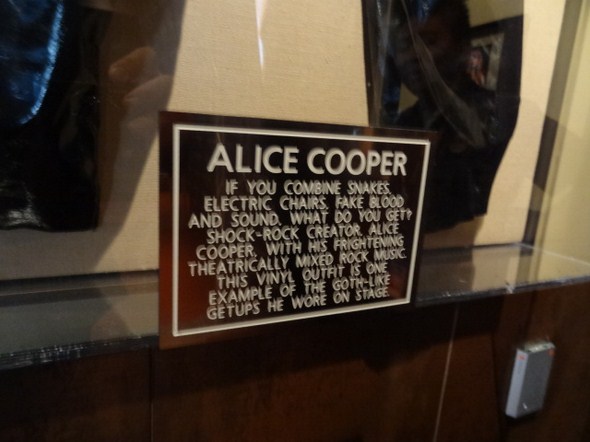 ALICE COOPER
IF YOU COMBINE SNAKES,
ELECTRIC CHAIRS, FAKE BLOOD
AND SOUND, WHAT DO YOU GET?
SHOCK-ROCK CREATOR, ALICE
COOPER, WITH HIS FRIGHTENING
THEATRICALLY MIXED ROCK MUSIC.
THIS VINYL OUTFIT IS ONE
EXAMPLE OF THE GOTH-LIKE
GETUPS HE WORE ON STAGE.